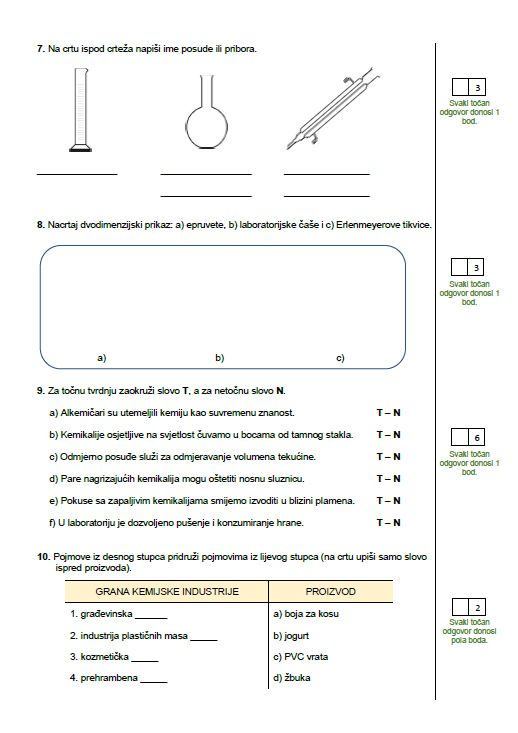 7. Na crtu ispod crteža napiši ime posude ili pribora.
3
Svaki točan
odgovor donosi 1
bod.
8. Nacrtaj dvodimenzijski prikaz: a) epruvete, b) laboratorijske čaše i c) Erlenmeyerove tikvice.
3
Svaki točan
odgovor donosi 1
bod.
a) b) c)
9. Za točnu tvrdnju zaokruži slovo T, a za netočnu slovo N.
a) Alkemičari su utemeljili kemiju kao suvremenu znanost. T – N
b) Kemikalije osjetljive na svjetlost čuvamo u bocama od tamnog stakla. T – N
c) Odmjerno posuđe služi za odmjeravanje volumena tekućine. T – N
d) Pare nagrizajućih kemikalija mogu oštetiti nosnu sluznicu. T – N
e) Pokuse sa zapaljivim kemikalijama smijemo izvoditi u blizini plamena. T – N
f) U laboratoriju je dozvoljeno pušenje i konzumiranje hrane. T – N
6
Svaki točan
odgovor donosi 1
bod.
10. Pojmove iz desnog stupca pridruži pojmovima iz lijevog stupca (na crtu upiši samo slovo
ispred proizvoda).
GRANA KEMIJSKE INDUSTRIJE PROIZVOD
1. građevinska ______ a) boja za kosu
2. industrija plastičnih masa _____ b) jogurt
3. kozmetička _____ c) PVC vrata
4. prehrambena _____ d) žbuka
2
Svaki točan
odgovor donosi
pola boda.